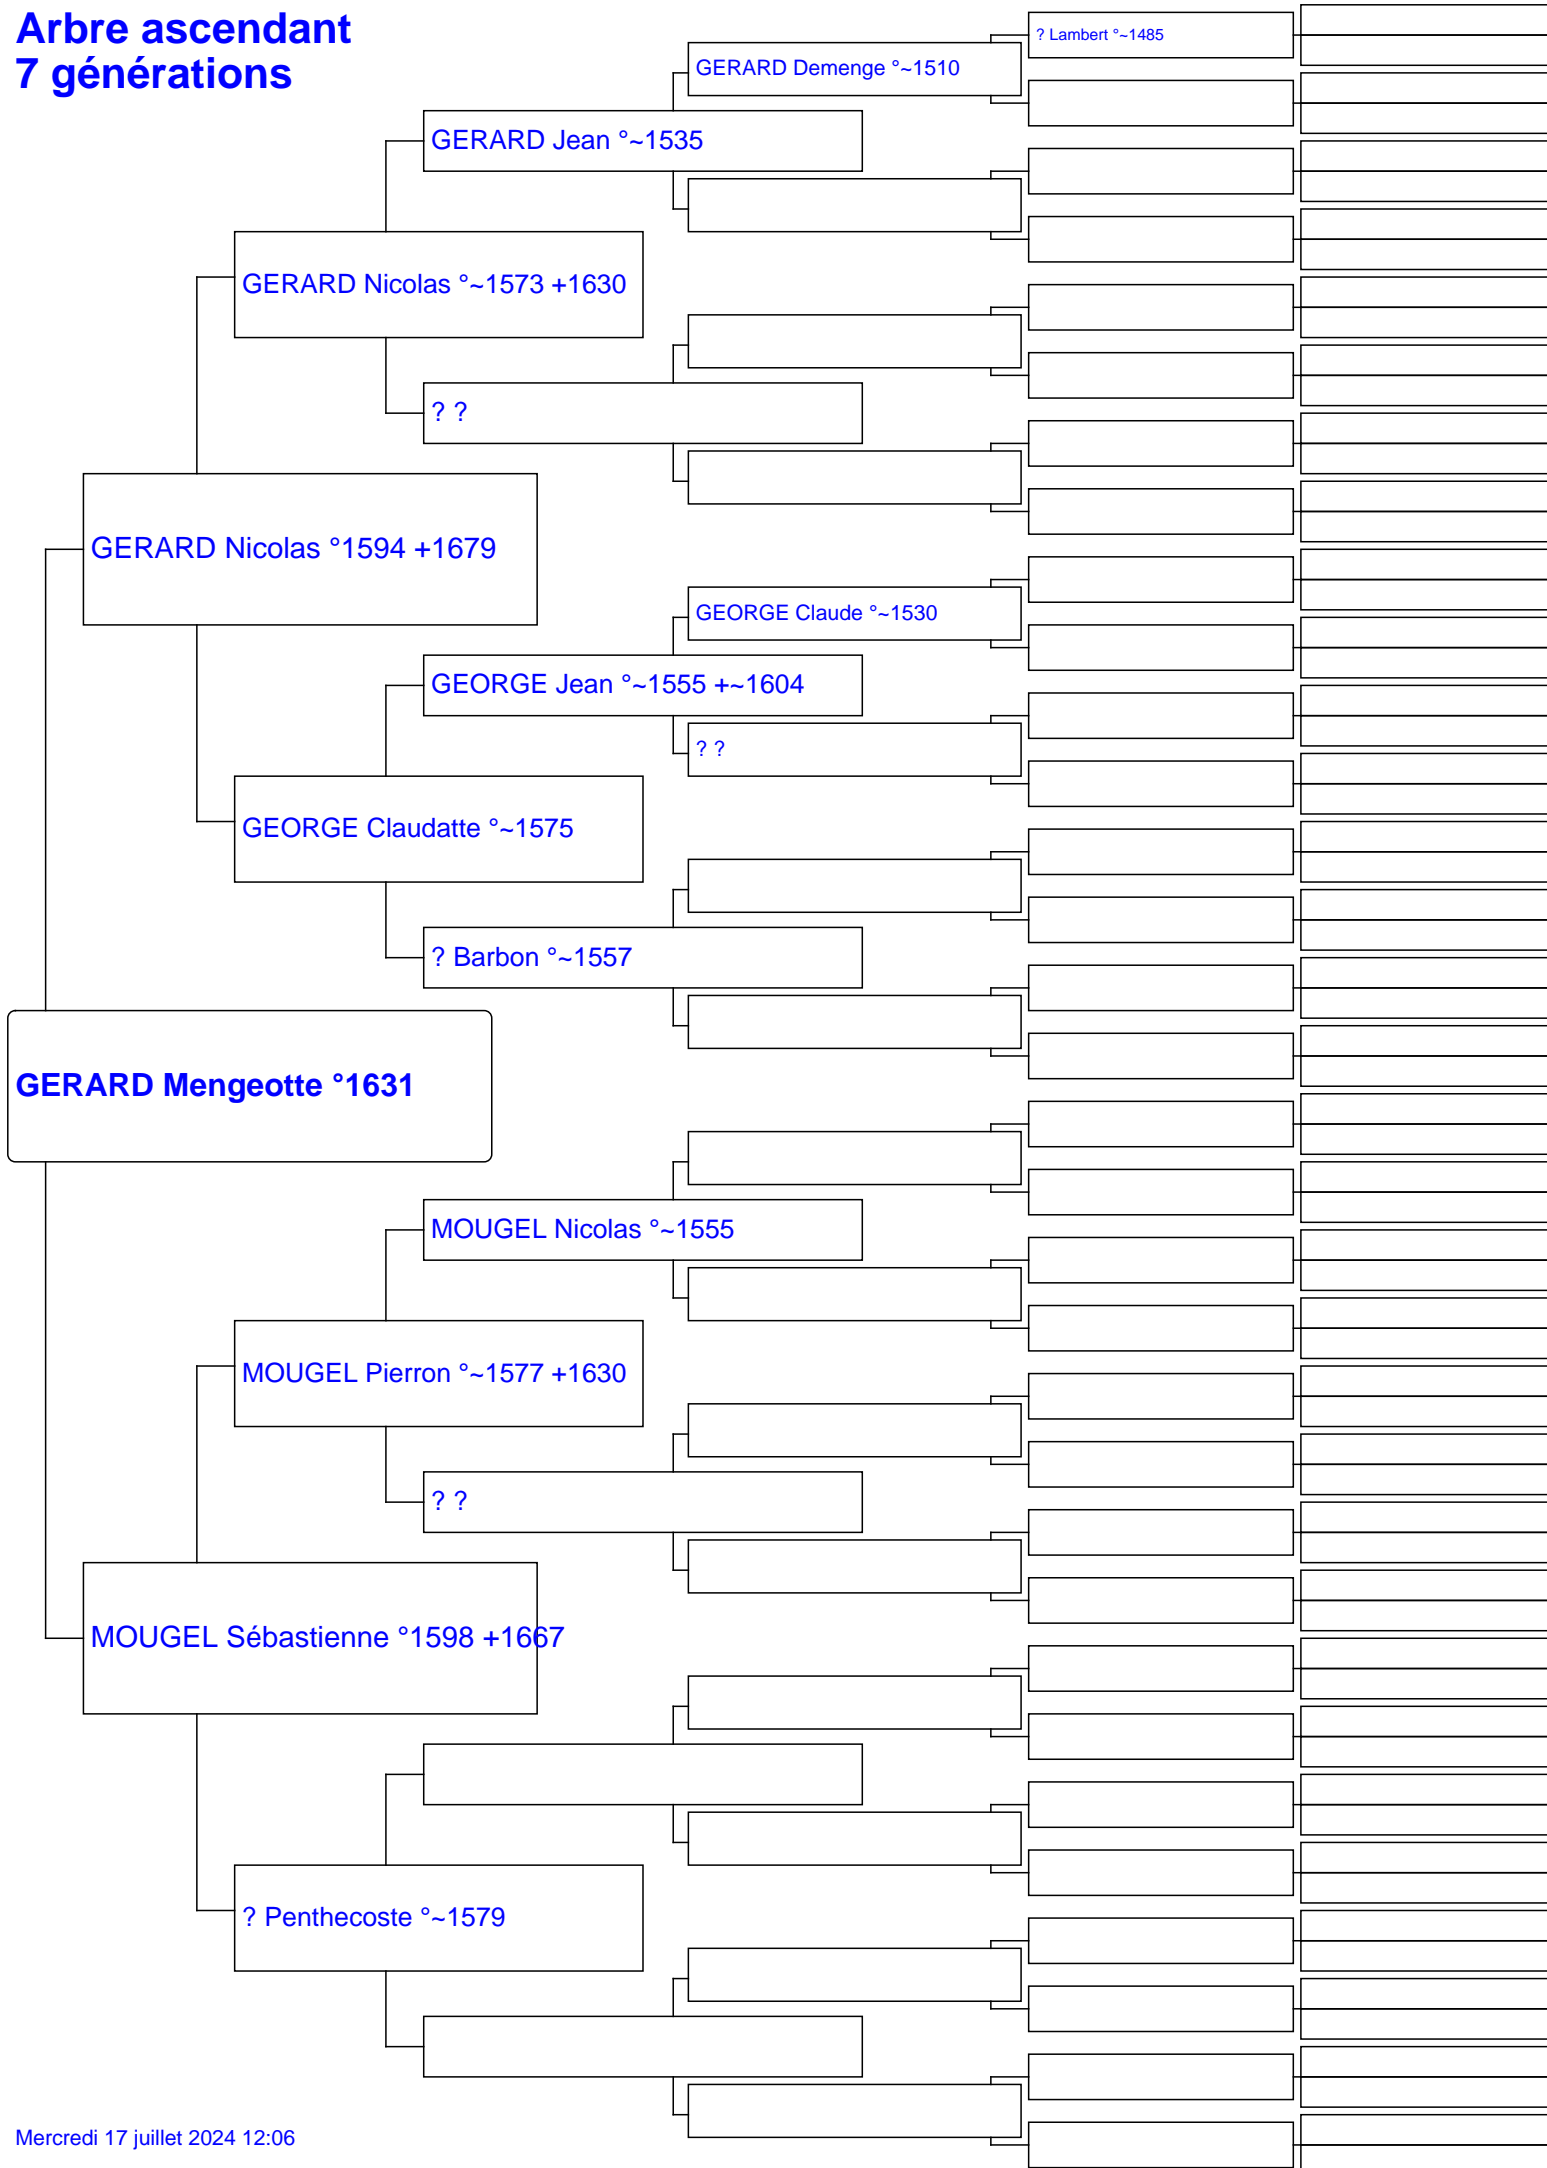 Arbre ascendant
7 générations
? Lambert °~1485
GERARD Demenge °~1510
GERARD Jean °~1535
GERARD Nicolas °~1573 +1630
? ?
GERARD Nicolas °1594 +1679
GEORGE Claude °~1530
GEORGE Jean °~1555 +~1604
? ?
GEORGE Claudatte °~1575
? Barbon °~1557
GERARD Mengeotte °1631
MOUGEL Nicolas °~1555
MOUGEL Pierron °~1577 +1630
? ?
MOUGEL Sébastienne °1598 +1667
? Penthecoste °~1579
Mercredi 17 juillet 2024 12:06